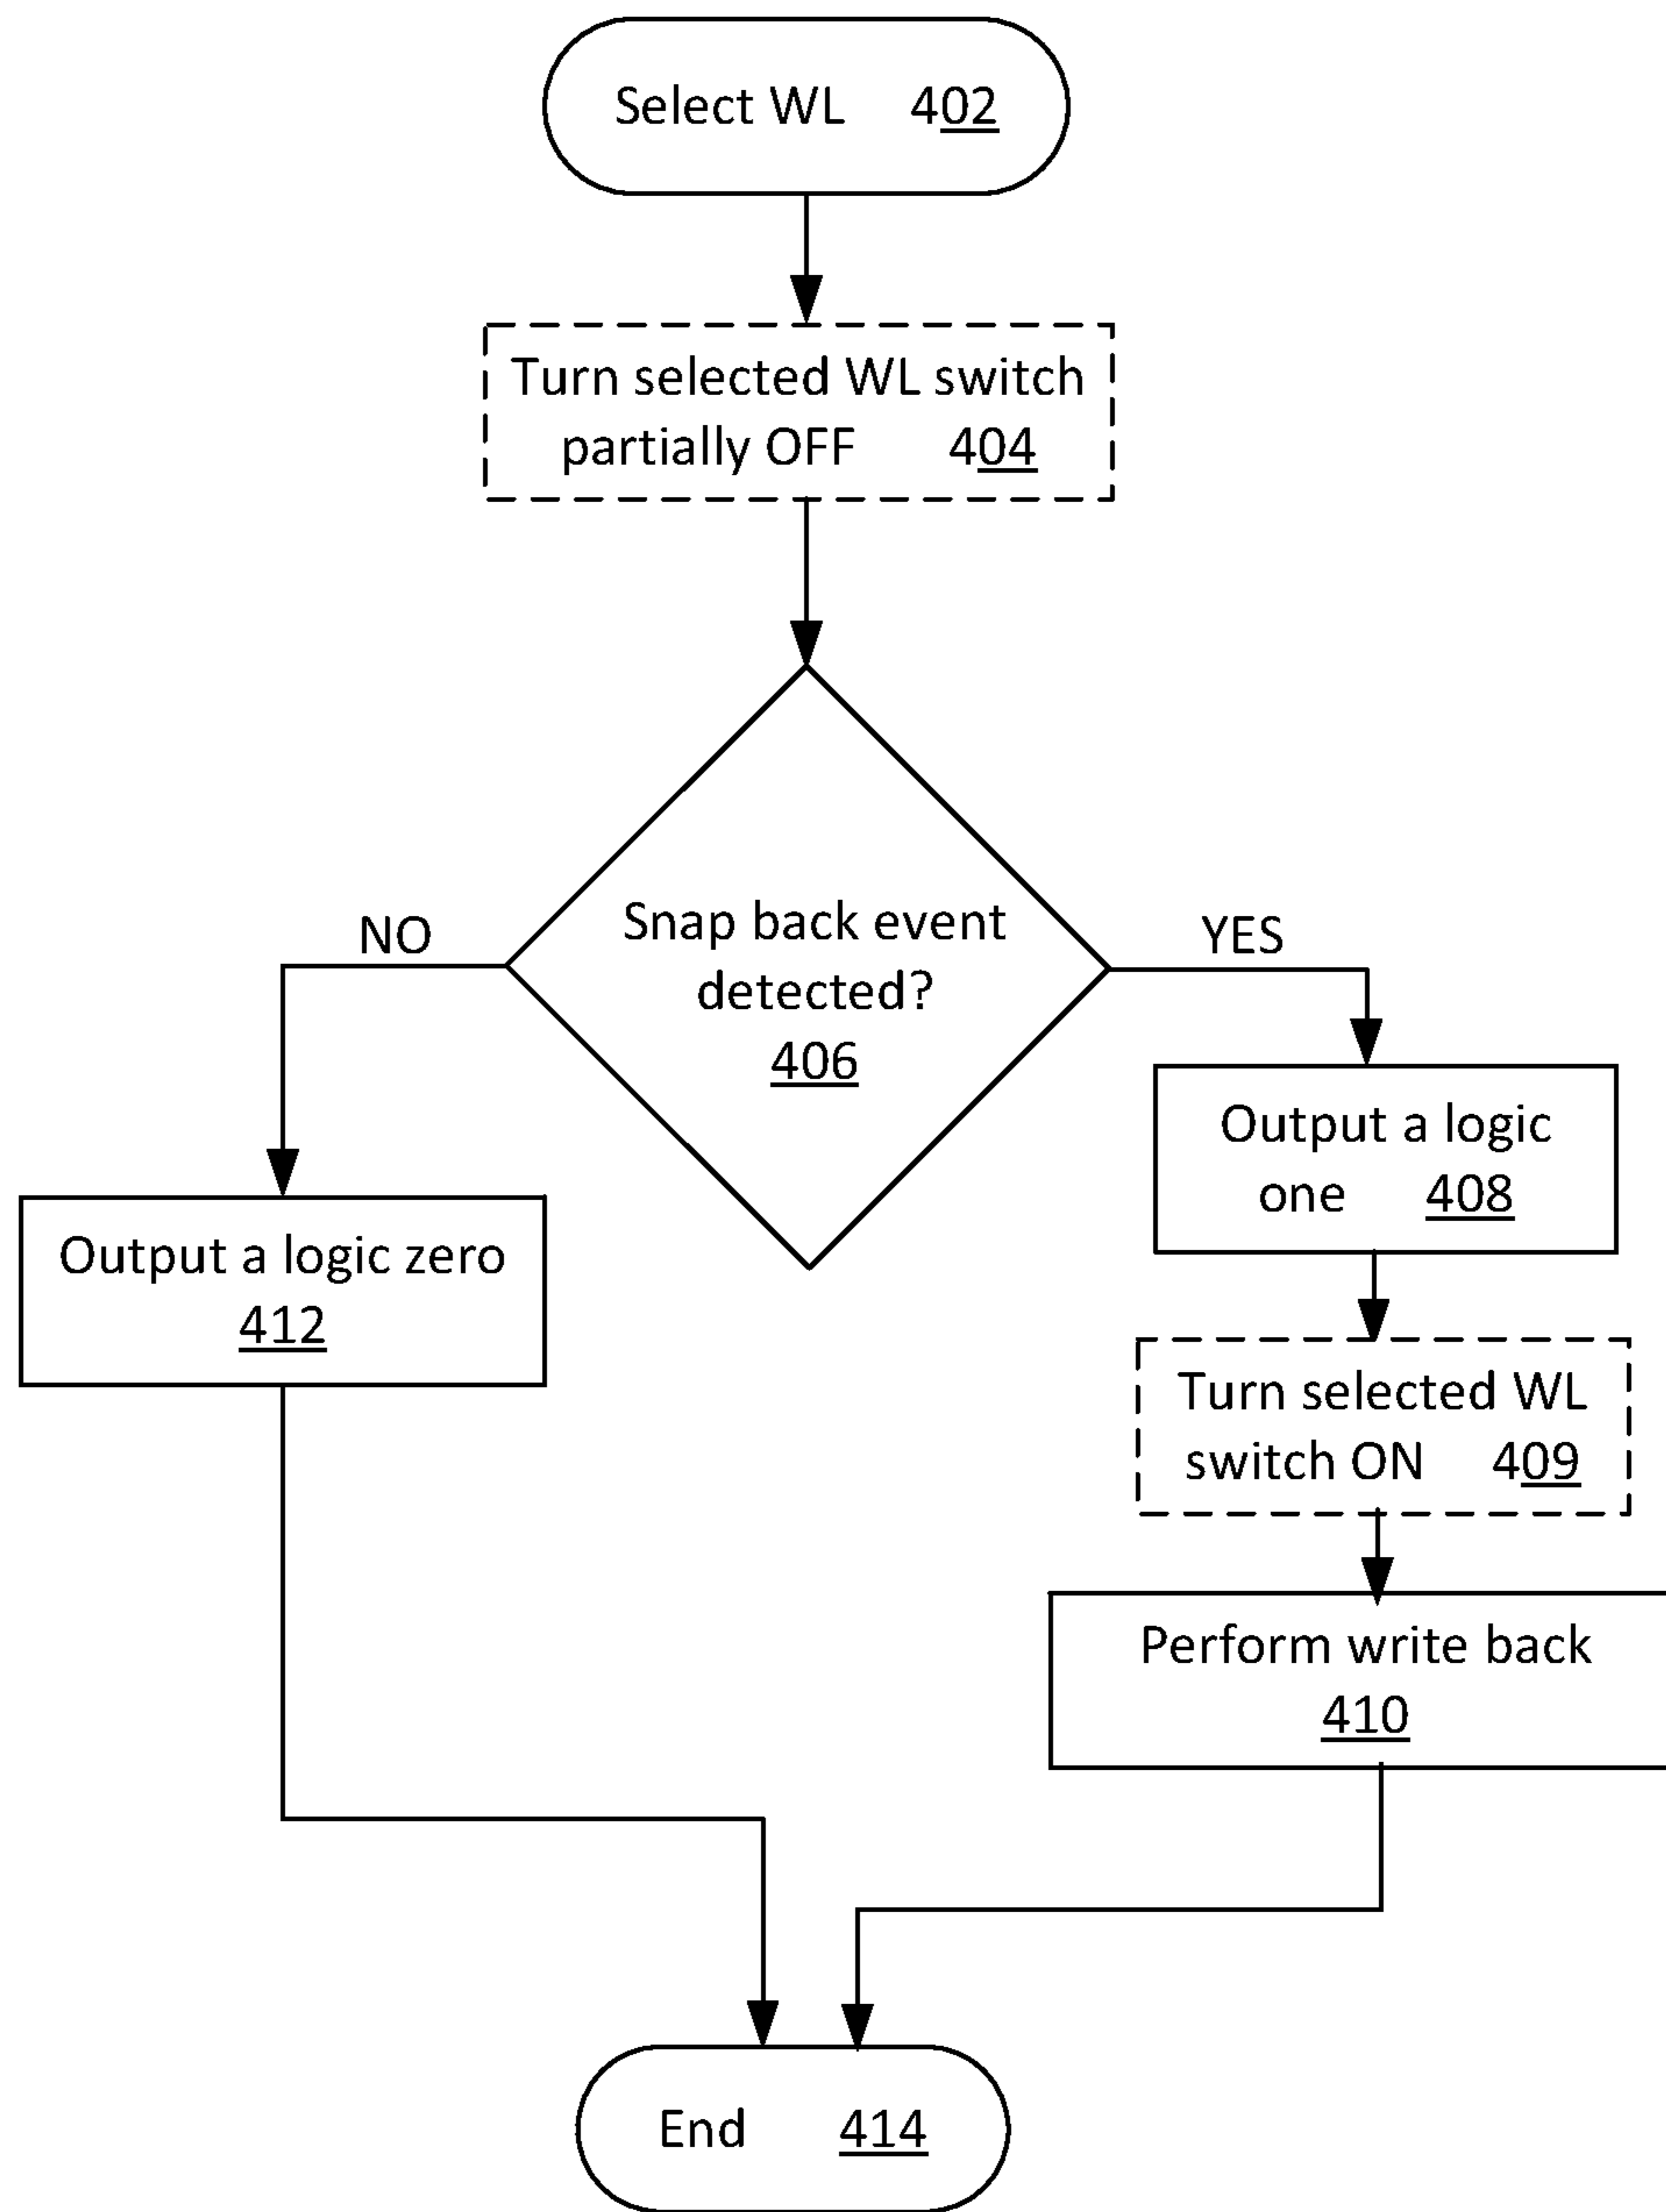 Select WL 402
Turn selected WL switch
partially OFF 404
Snap back event
detected?
406
NO
YES
Output a logic
one 408
Output a logic zero
412
Turn selected WL
switch ON 409
Perform write back
410
End 414